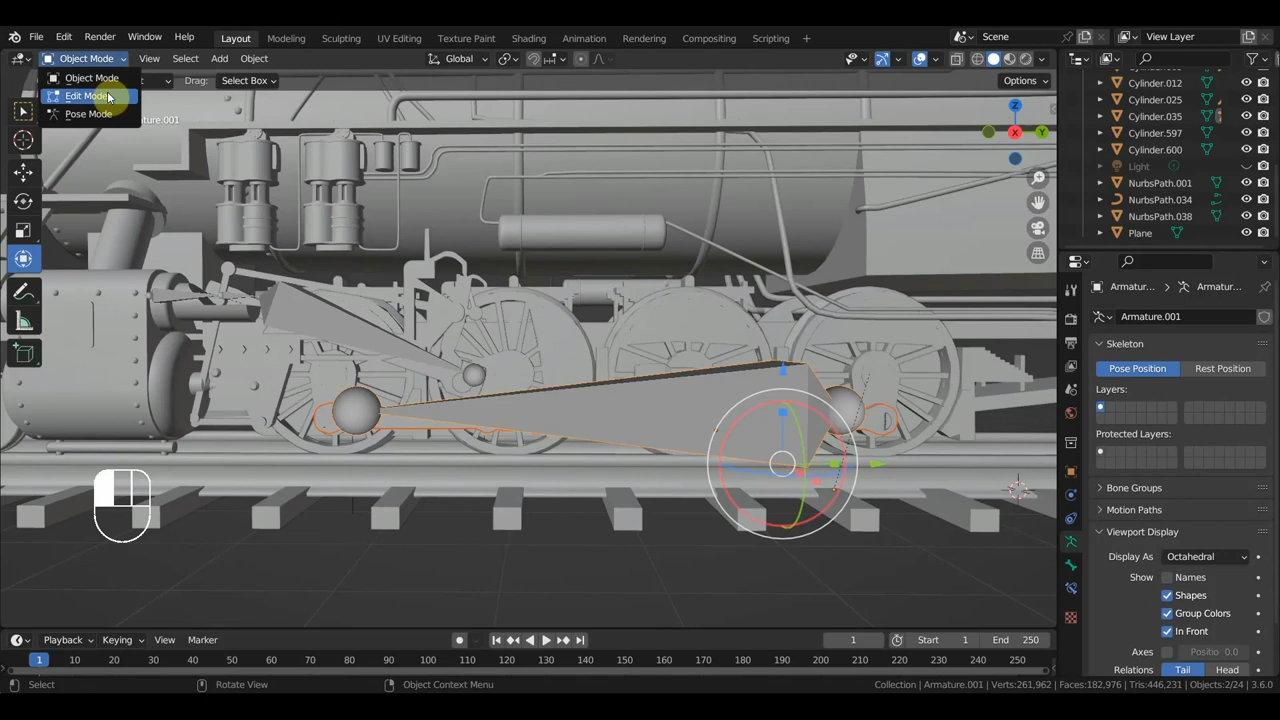 File Edit Render Window Help
Layout Modeling Sculpting UV Editing Texture Paint Shading Animation Rendering Compositing Scripting +
Scene View Layer
Object Mode View Select Add Object Global
Drag: Select Box Options
Object Mode
Edit Mode
Pose Mode
ature.001
Z
X
Y
Cylinder.012
Cylinder.025
Cylinder.035
Cylinder.597
Cylinder.600
Light
NurbsPath.001
NurbsPath.034
NurbsPath.038
Plane
Armature... Armatur...
Armature.001
Skeleton
Pose Position Rest Position
Layers:
Protected Layers:
Bone Groups
Motion Paths
Viewport Display
Display As Octahedral
Show Names
Shapes
Group Colors
In Front
Axes Positio 0.0
Relations Tail Head
Playback Keying View Marker 1 Start 1 End 250
1 10 20 30 40 50 60 70 80 90 100 110 120 130 140 150 160 170 180 190 200 210 220 230 240 250
Select Rotate View Object Context Menu Collection | Armature.001 | Verts:261,962 | Faces:182,976 | Tris:446,231 | Objects:2/24 | 3.6.0